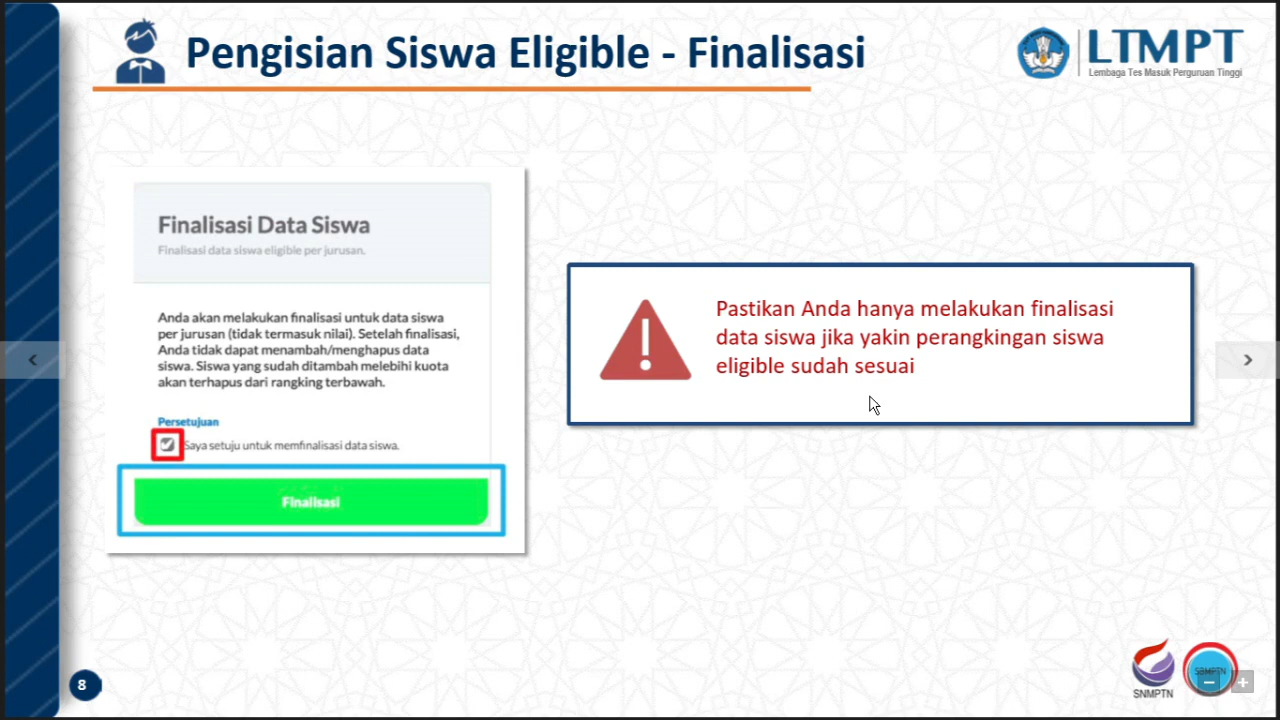 Pengisian Siswa Eligible - Finalisasi
LTMPT
Lembaga Tes Masuk Perguruan Tinggi
Finalisasi Data Siswa
Finalisasi data siswa eligible per jurusan.
Anda akan melakukan finalisasi untuk data siswa
per jurusan (tidak termasuk nilai). Setelah finalisasi,
Anda tidak dapat menambah/menghapus data
siswa. Siswa yang sudah ditambah melebihi kuota
akan terhapus dari rangking terbawah.
Persetujuan
Saya setuju untuk memfinalisasi data siswa.
Finalisasi
Pastikan Anda hanya melakukan finalisasi
data siswa jika yakin perangkingan siswa
eligible sudah sesuai
8
SNMPTN
SBMPTN